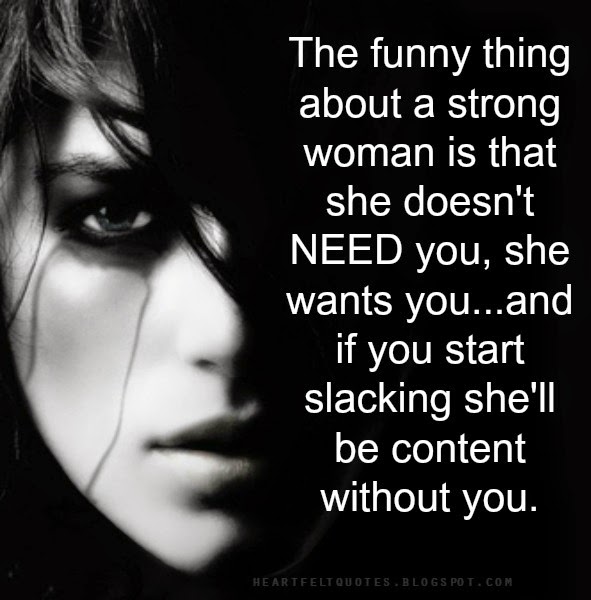 The funny thing
about a strong
woman is that
she doesn't
NEED you, she
wants you...and
if you start
slacking she'll
be content
without you.
HEARTFELTQUOTES.BLOGSPOT.COM